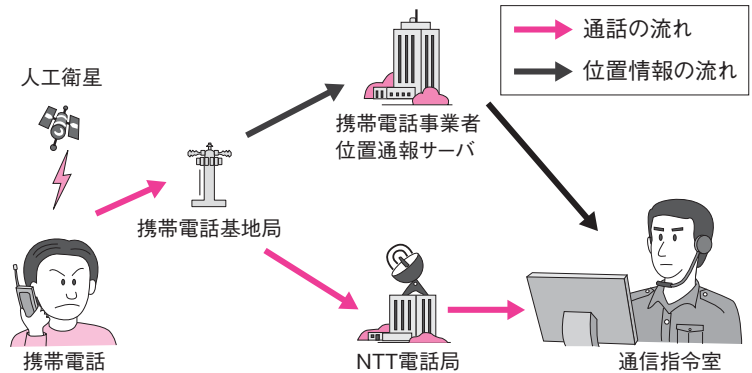 通話の流れ
位置情報の流れ
人工衛星
携帯電話事業者
位置通報サーバ
携帯電話基地局
携帯電話
NTT電話局
通信指令室